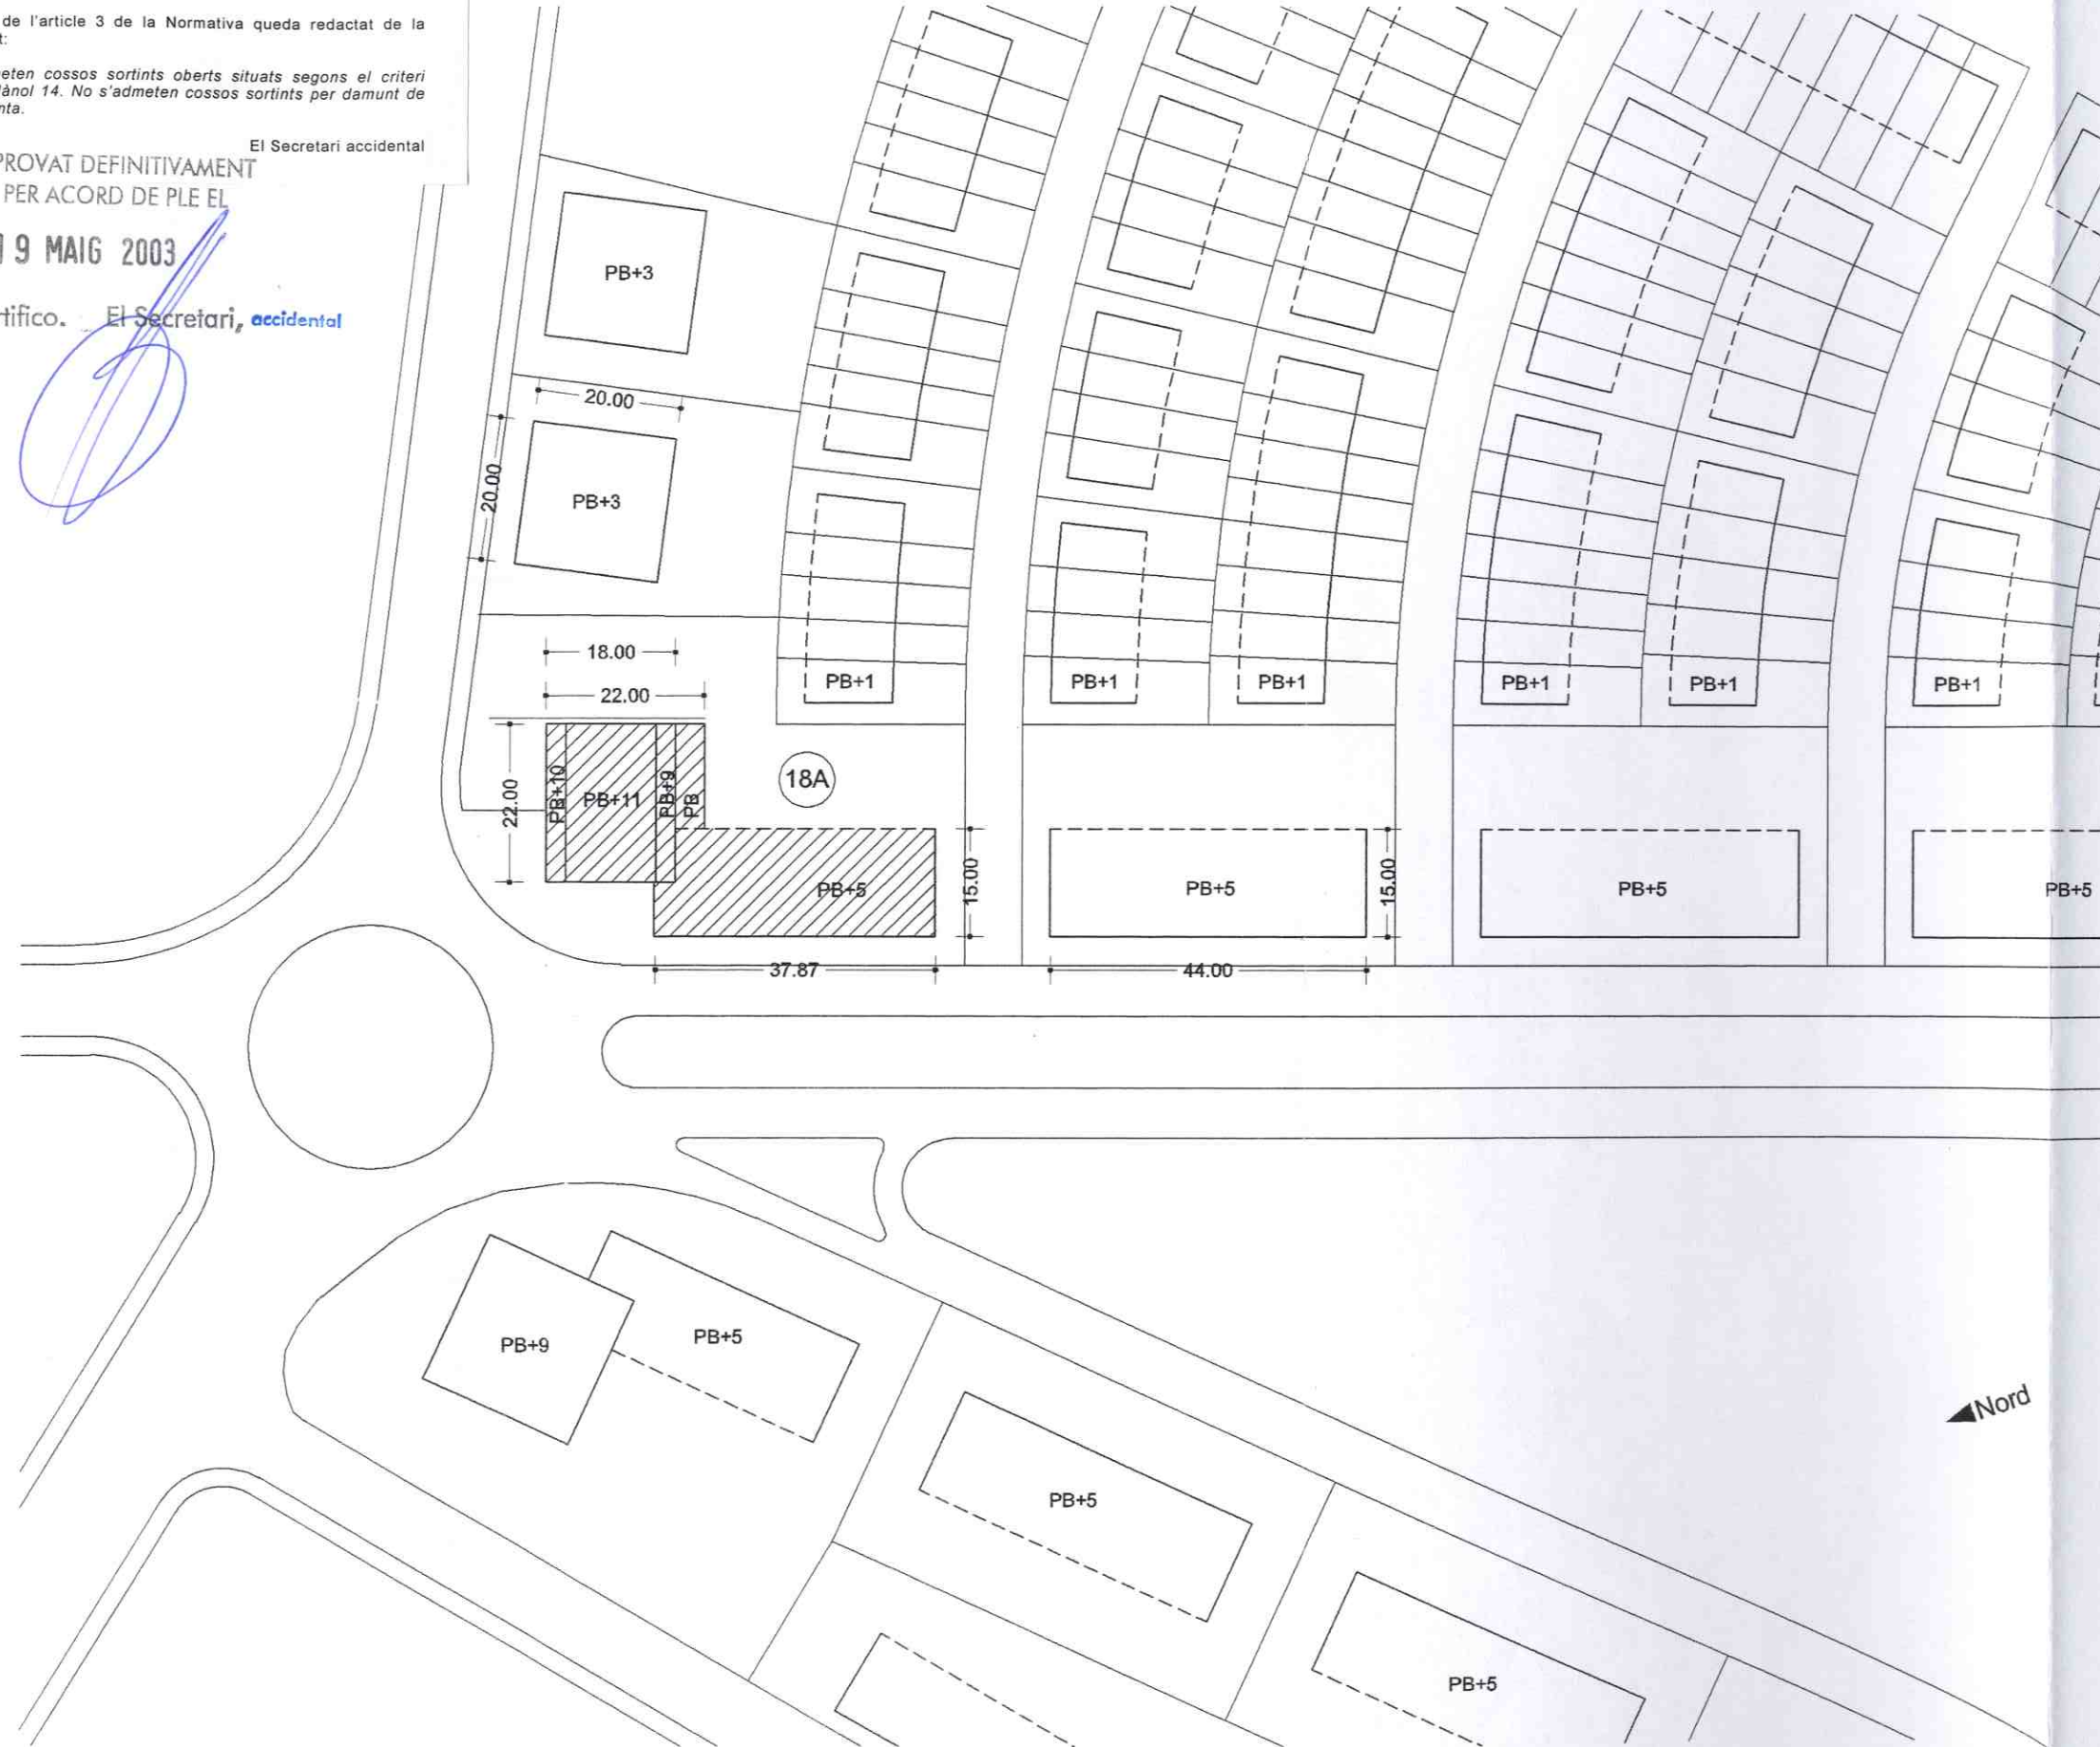 de l'article 3 de la Normativa queda redactat de la
t:
eten cossos sortints oberts situats segons el criteri
lànol 14. No s'admeten cossos sortints per damunt de
nta.
El Secretari accidental
PROVAT DEFINITIVAMENT
PER ACORD DE PLE EL
9 MAIG 2003
rtifico. El Secretari, accidental
PB+3
20.00
20.00
PB+3
18.00
22.00
PB+1
PB+1
PB+1
PB+1
PB+1
PB+1
22.00
PB+10
PB+11
PB+9
PB
18A
PB+5
15.00
PB+5
15.00
PB+5
PB+5
37.87
44.00
PB+9
PB+5
PB+5
PB+5
Nord